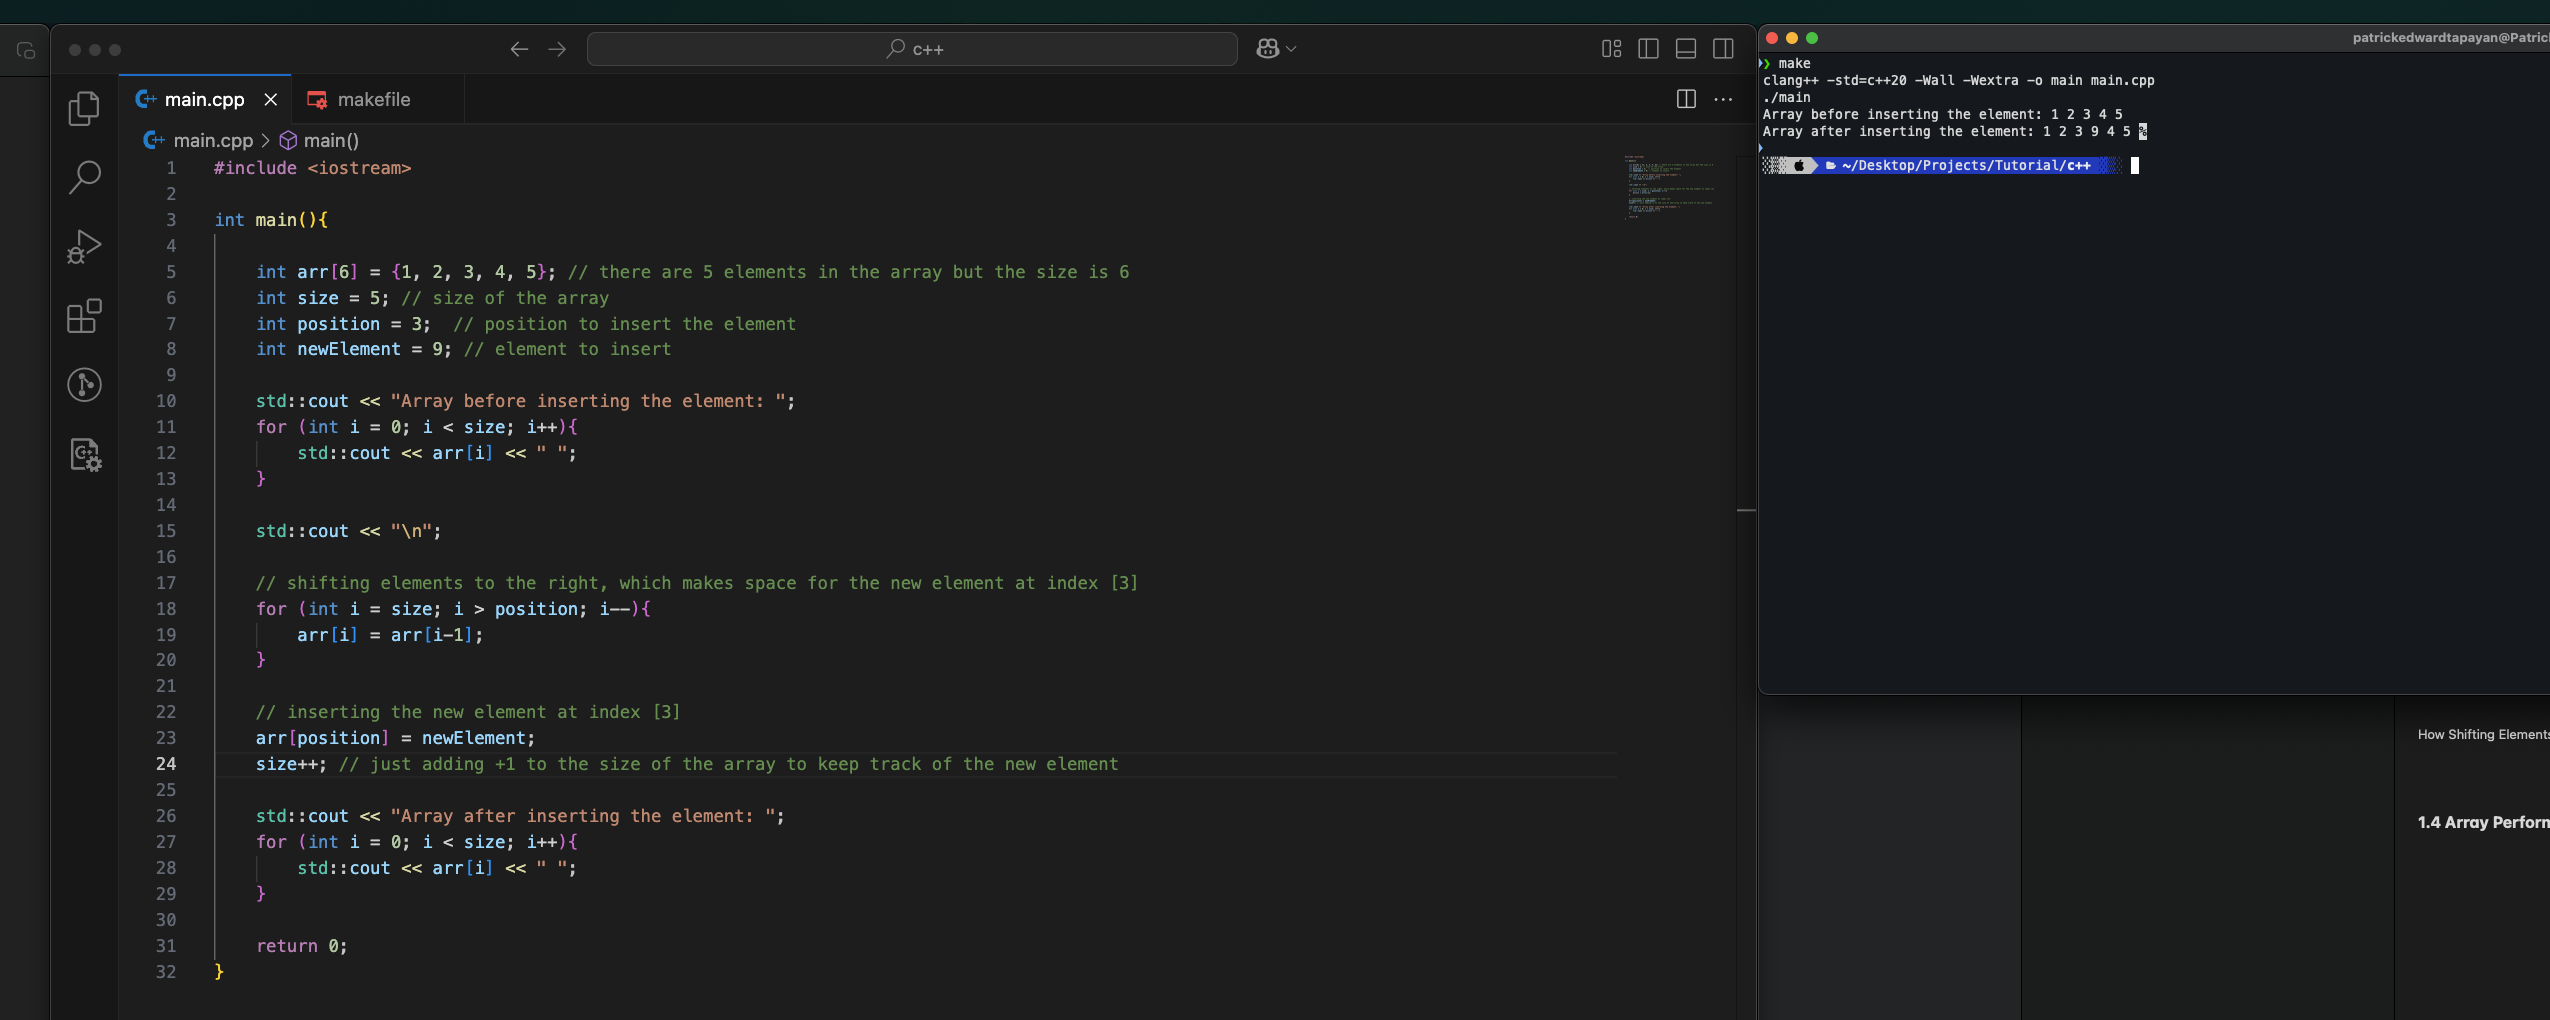 c++
main.cpp
makefile
main.cpp > main()
1 #include <iostream>
2
3 int main(){
4
5     int arr[6] = {1, 2, 3, 4, 5}; // there are 5 elements in the array but the size is 6
6     int size = 5; // size of the array
7     int position = 3;  // position to insert the element
8     int newElement = 9; // element to insert
9
10     std::cout << "Array before inserting the element: ";
11     for (int i = 0; i < size; i++){
12         std::cout << arr[i] << " ";
13     }
14
15     std::cout << "\n";
16
17     // shifting elements to the right, which makes space for the new element at index [3]
18     for (int i = size; i > position; i--){
19         arr[i] = arr[i-1];
20     }
21
22     // inserting the new element at index [3]
23     arr[position] = newElement;
24     size++; // just adding +1 to the size of the array to keep track of the new element
25
26     std::cout << "Array after inserting the element: ";
27     for (int i = 0; i < size; i++){
28         std::cout << arr[i] << " ";
29     }
30
31     return 0;
32 }
patrickedwardtapayan@Patric
❯ make
clang++ -std=c++20 -Wall -Wextra -o main main.cpp
./main
Array before inserting the element: 1 2 3 4 5
Array after inserting the element: 1 2 3 9 4 5 %
~/Desktop/Projects/Tutorial/c++
How Shifting Elements
1.4 Array Perforn